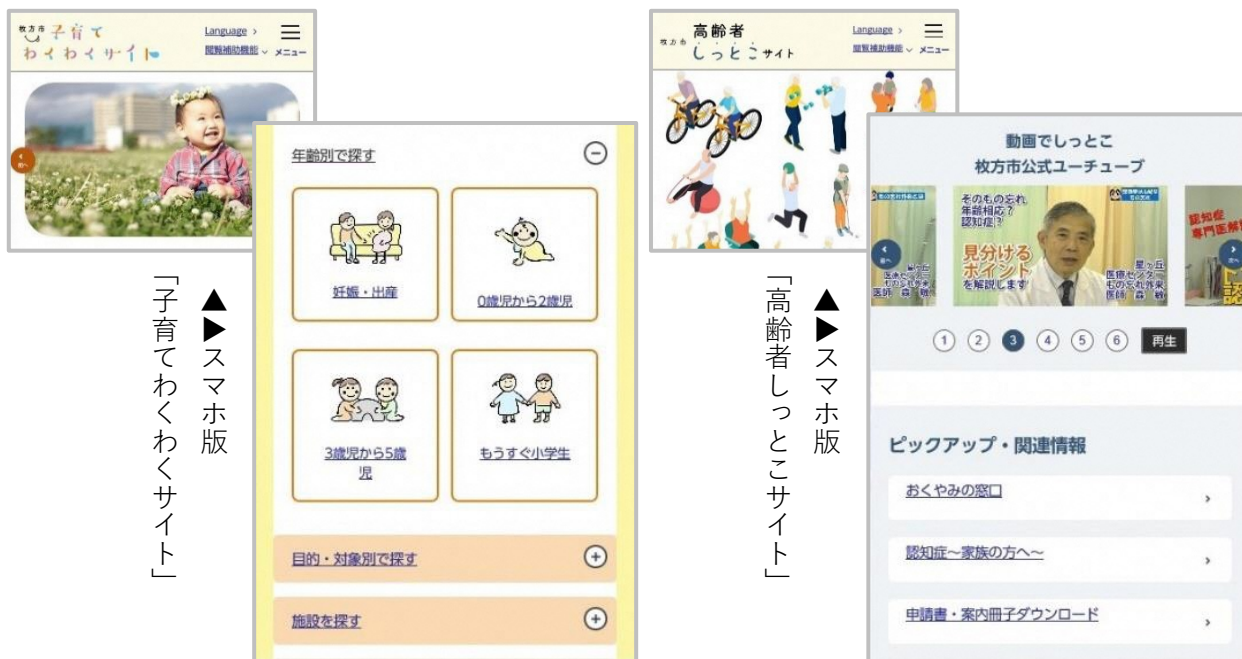 枚方市 子育て
わくわくサイト
Language >
閲覧補助機能
メニュー
前へ
▲▶スマホ版
「子育てわくわくサイト」
年齢別で探す
妊娠・出産
0歳児から2歳児
3歳児から5歳
児
もうすぐ小学生
目的・対象別で探す
施設を探す
枚方市 高齢者
しっとこサイト
Language >
閲覧補助機能
メニュー
▲▶スマホ版
「高齢者しっとこサイト」
動画でしっとこ
枚方市公式ユーチューブ
そのもの忘れ
年齢相応?
認知症?
見分ける
ポイント
を解説します
星ヶ丘
医療センター
もの忘れ外来
医師 森 敏
認知症
前へ
次へ
1 2 3 4 5 6 再生
ピックアップ・関連情報
おくやみの窓口
認知症~家族の方へ~
申請書・案内冊子ダウンロード